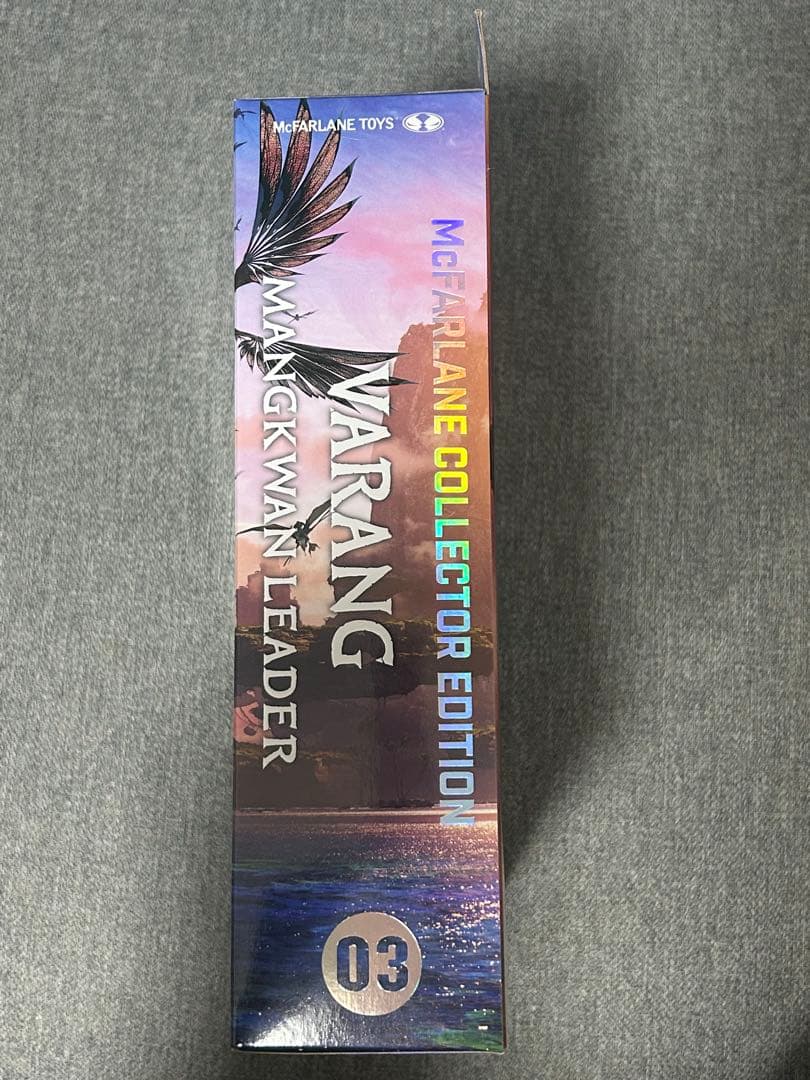 McFARLANE TOYS
McFARLANE COLLECTOR EDITION
VARANG
MANGKWAN LEADER
03